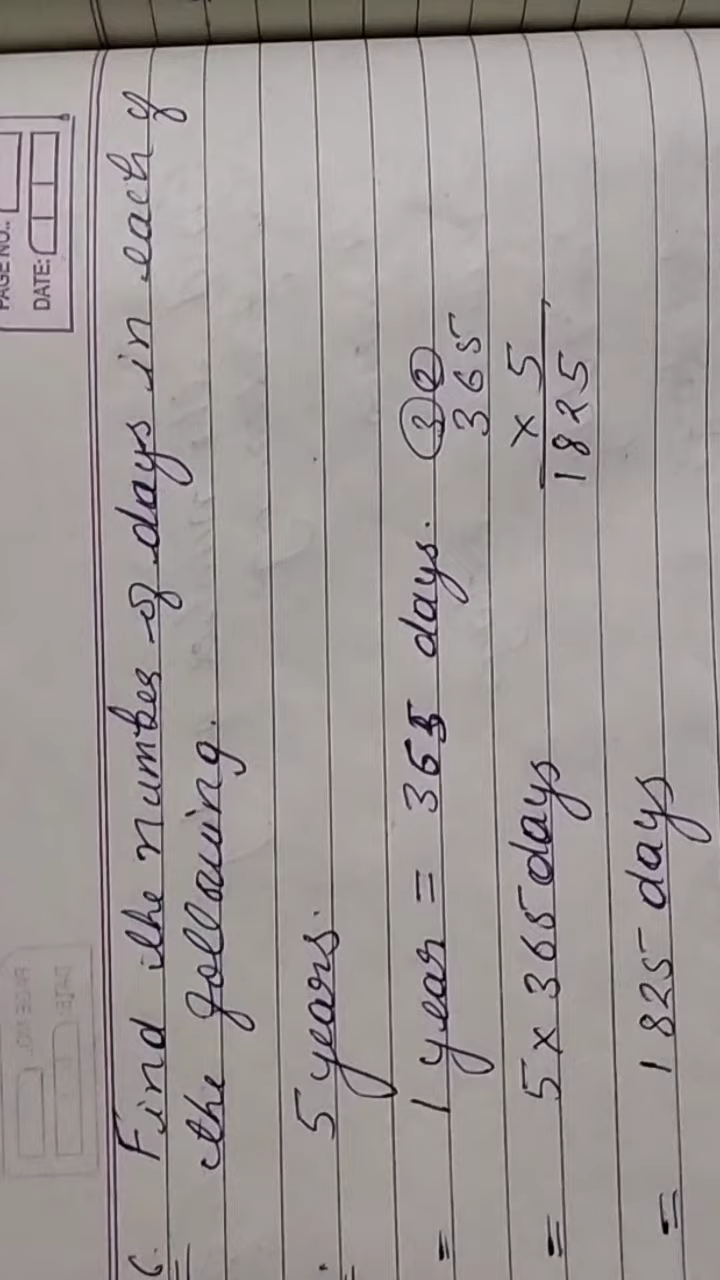 PAGE NO.:
DATE:
6. Find the number of days in each of
the following.
5 years.
= 1 year = 365 days.
3 2
365
x 5
1825
= 5 x 365 days
= 1825 days